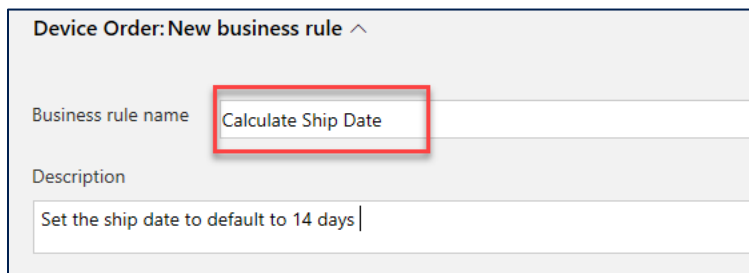 Device Order: New business rule
Business rule name
Calculate Ship Date
Description
Set the ship date to default to 14 days